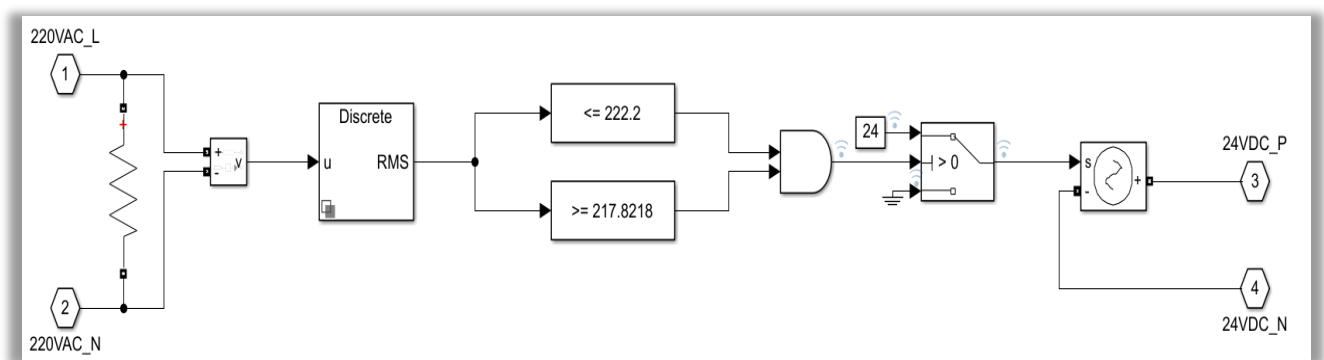 220VAC_L
1
+
+
-
v
Discrete
u
RMS
<= 222.2
>= 217.8218
24
> 0
s
-
+
24VDC_P
3
2
220VAC_N
4
24VDC_N